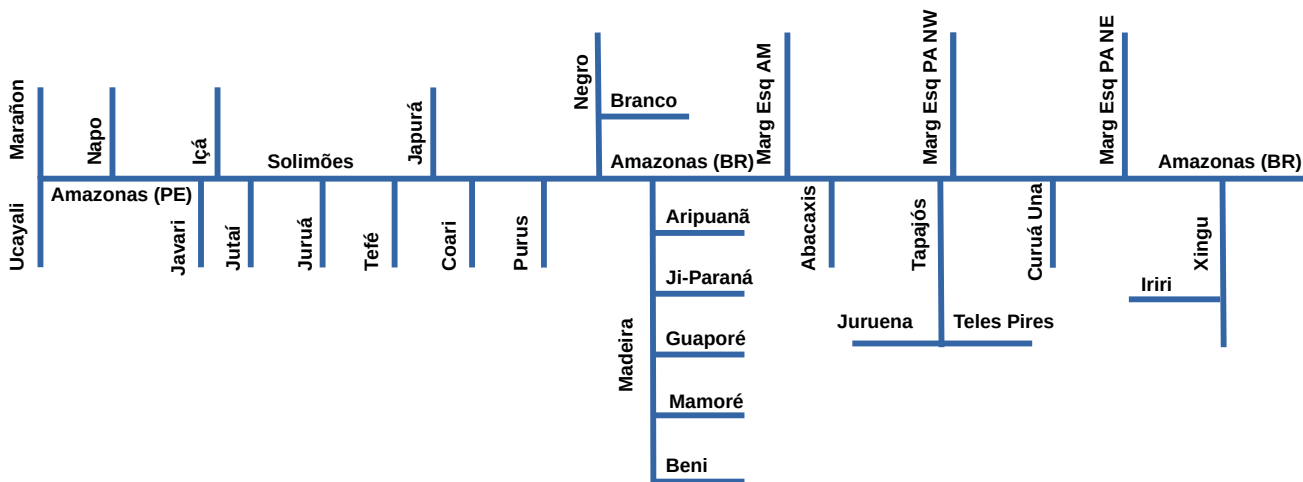 Marañon
Napo
Içá
Solimões
Japurá
Negro
Branco
Amazonas (BR)
Marg Esq AM
Marg Esq PA NW
Marg Esq PA NE
Amazonas (BR)
Ucayali
Amazonas (PE)
Javari
Jutaí
Juruá
Tefé
Coari
Purus
Madeira
Aripuanã
Ji-Paraná
Guaporé
Mamoré
Beni
Abacaxis
Tapajós
Juruena
Teles Pires
Curuá Una
Iriri
Xingu